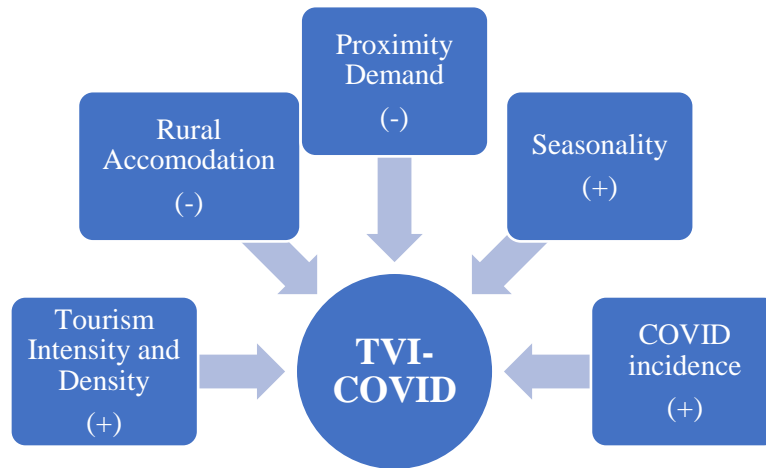 Proximity
Demand
(-)
Rural
Accomodation
(-)
Seasonality
(+)
Tourism
Intensity and
Density
(+)
TVI-
COVID
COVID
incidence
(+)